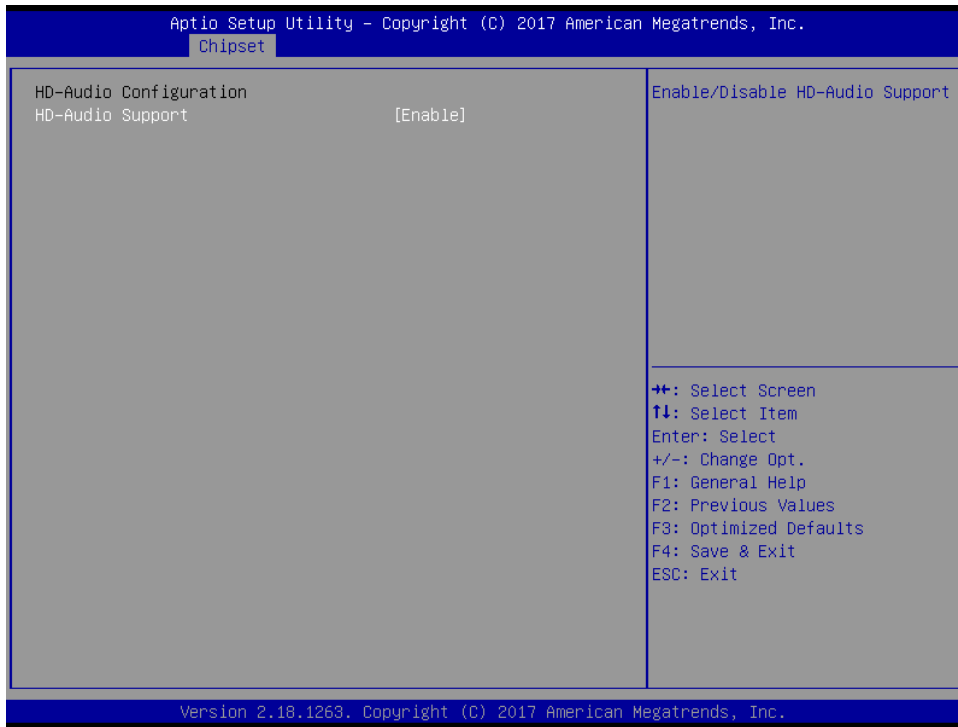 Aptio Setup Utility – Copyright (C) 2017 American Megatrends, Inc.
Chipset
HD-Audio Configuration
HD-Audio Support [Enable]
Enable/Disable HD-Audio Support
→←: Select Screen
↑↓: Select Item
Enter: Select
+/-: Change Opt.
F1: General Help
F2: Previous Values
F3: Optimized Defaults
F4: Save & Exit
ESC: Exit
Version 2.18.1263. Copyright (C) 2017 American Megatrends, Inc.